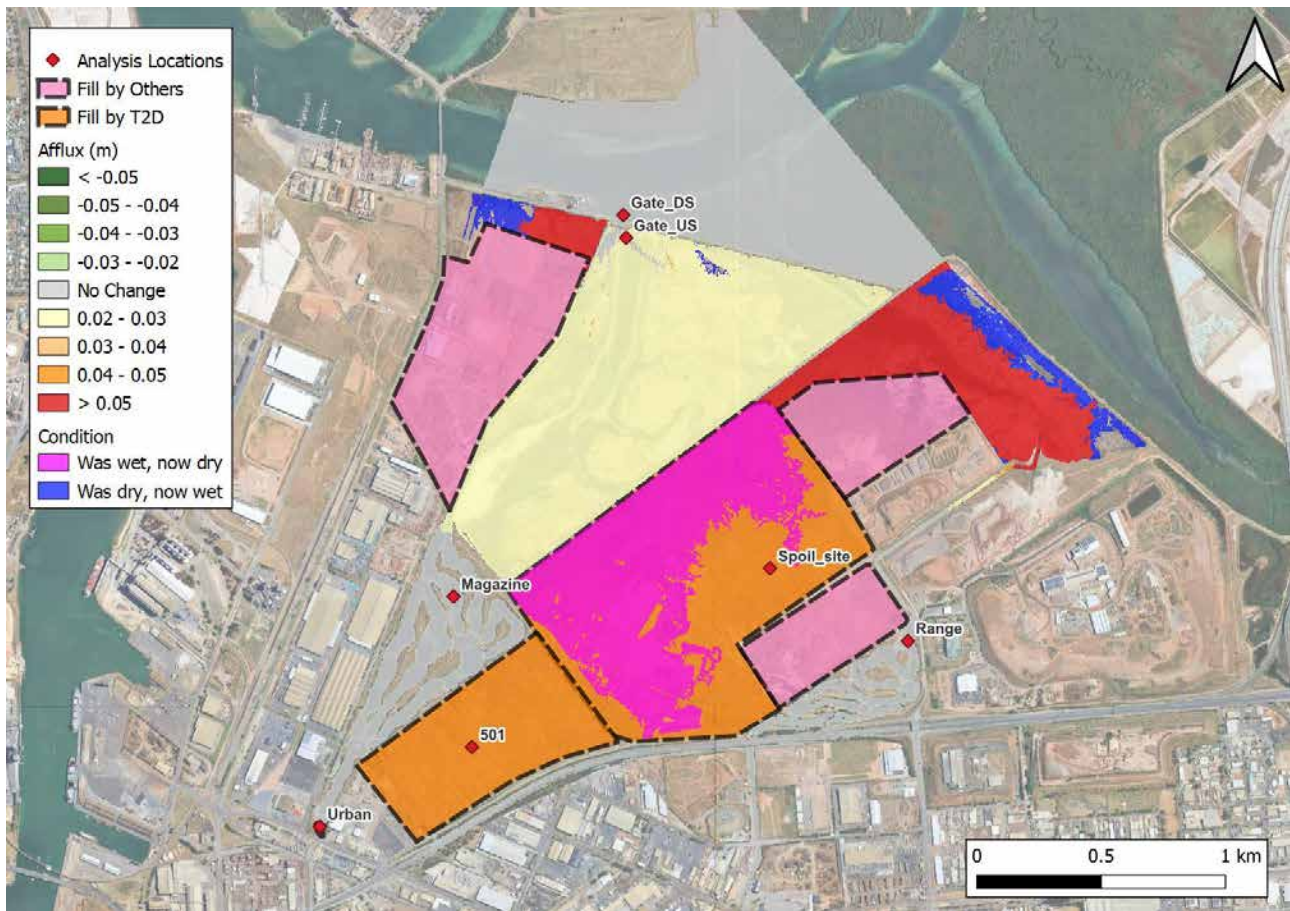 Analysis Locations
Fill by Others
Fill by T2D
Afflux (m)
< -0.05
-0.05 - -0.04
-0.04 - -0.03
-0.03 - -0.02
No Change
0.02 - 0.03
0.03 - 0.04
0.04 - 0.05
> 0.05
Condition
Was wet, now dry
Was dry, now wet
Gate_DS
Gate_US
Spoil_site
Magazine
Range
501
Urban
0 0.5 1 km